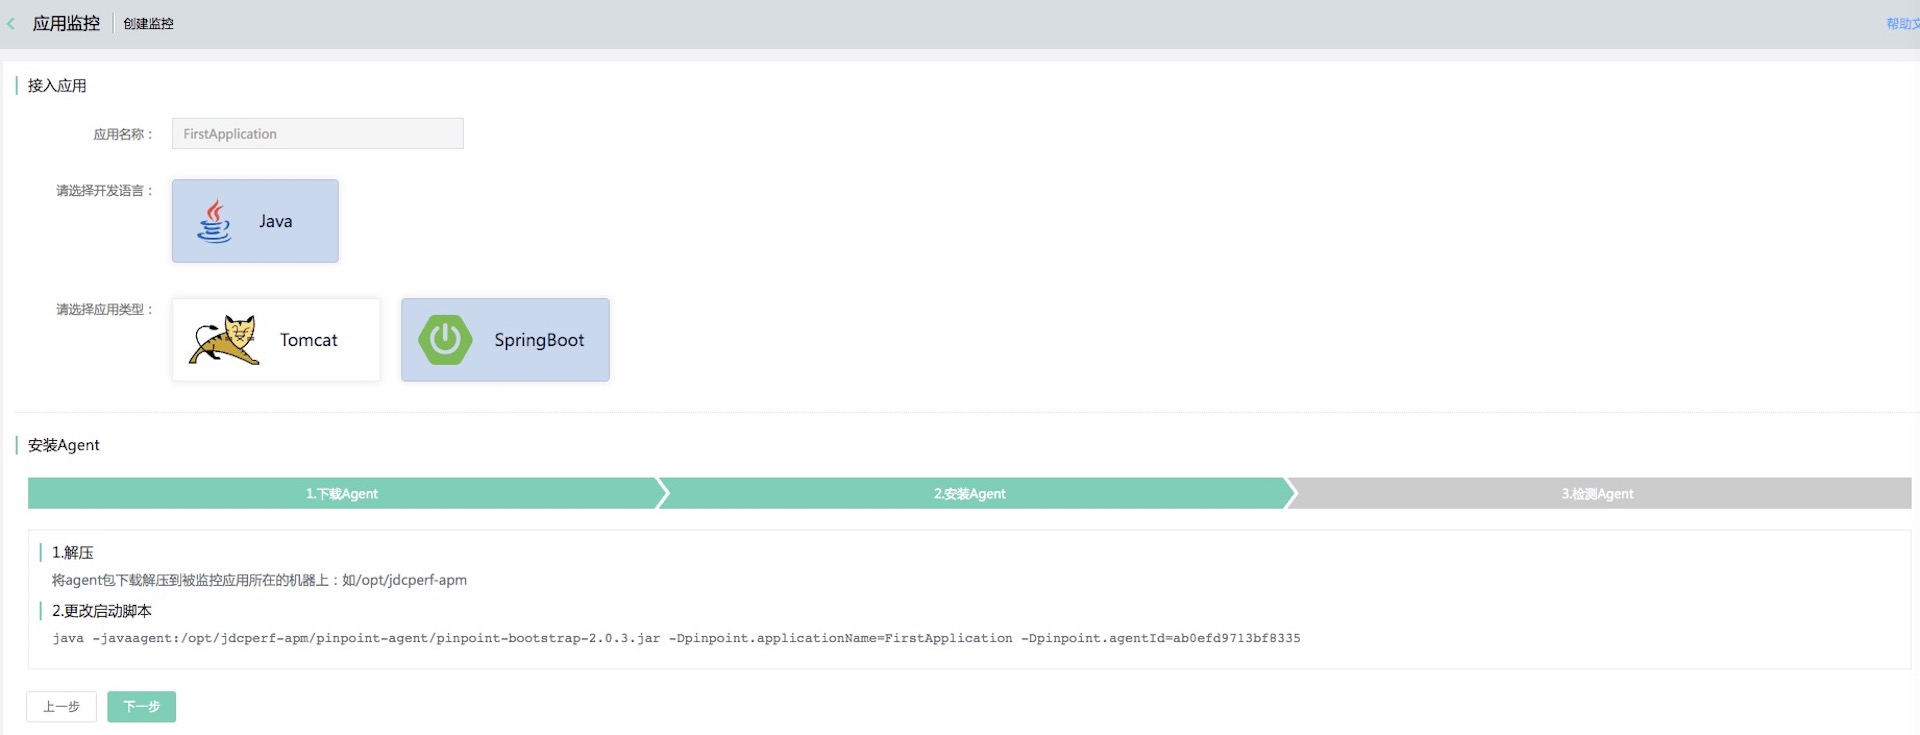 应用监控 创建监控 帮助文
接入应用
应用名称： FirstApplication
请选择开发语言： Java
请选择应用类型： Tomcat SpringBoot
安装Agent
1.下载Agent 2.安装Agent 3.检测Agent
1.解压
将agent包下载解压到被监控应用所在的机器上：如/opt/jdcperf-apm
2.更改启动脚本
java -javaagent:/opt/jdcperf-apm/pinpoint-agent/pinpoint-bootstrap-2.0.3.jar -Dpinpoint.applicationName=FirstApplication -Dpinpoint.agentId=ab0efd9713bf8335
上一步 下一步